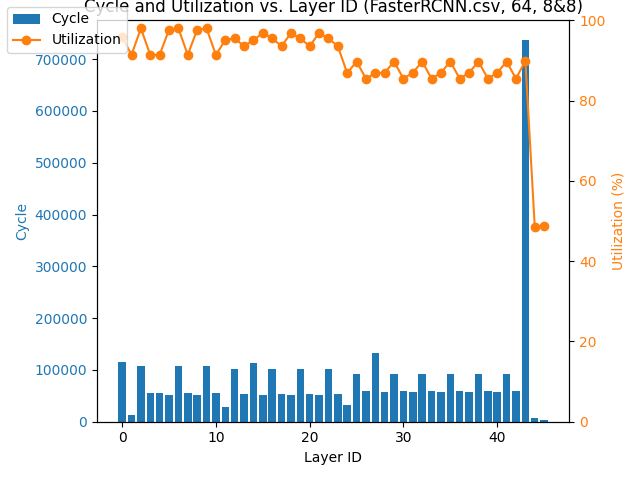 Cycle and Utilization vs. Layer ID (FasterRCNN.csv, 64, 8&8)
Cycle
Utilization
700000
600000
500000
400000
300000
200000
100000
0
Cycle
100
80
60
40
20
0
Utilization (%)
0 10 20 30 40
Layer ID